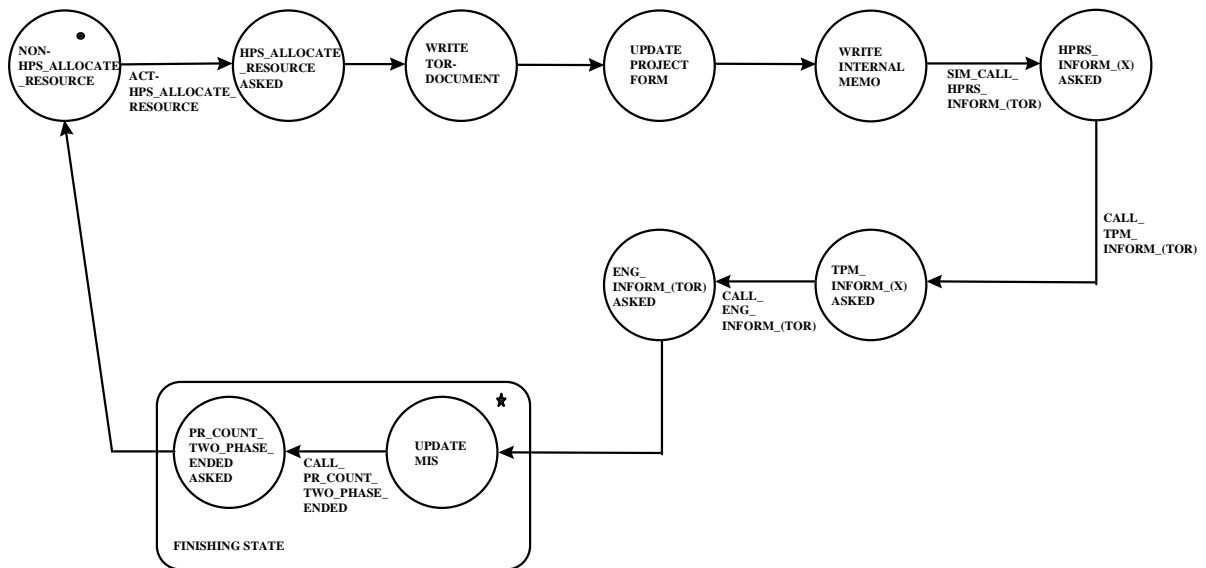 NON-
HPS_ALLOCATE
_RESOURCE
ACT-
HPS_ALLOCATE_
RESOURCE
HPS_ALLOCATE
_RESOURCE
ASKED
WRITE
TOR-
DOCUMENT
UPDATE
PROJECT
FORM
WRITE
INTERNAL
MEMO
SIM_CALL_
HPRS_
INFORM_(TOR)
HPRS_
INFORM_(X)
ASKED
CALL_
TPM_
INFORM_(TOR)
TPM_
INFORM_(X)
ASKED
CALL_
ENG_
INFORM_(TOR)
ENG_
INFORM_(TOR)
ASKED
UPDATE
MIS
CALL_
PR_COUNT_
TWO_PHASE_
ENDED
PR_COUNT_
TWO_PHASE_
ENDED
ASKED
FINISHING STATE